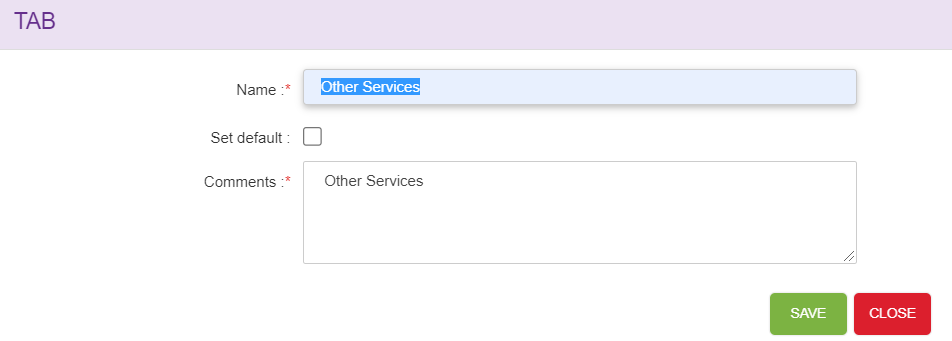 TAB
Name :*
Other Services
Set default :
Comments :*
Other Services
SAVE
CLOSE